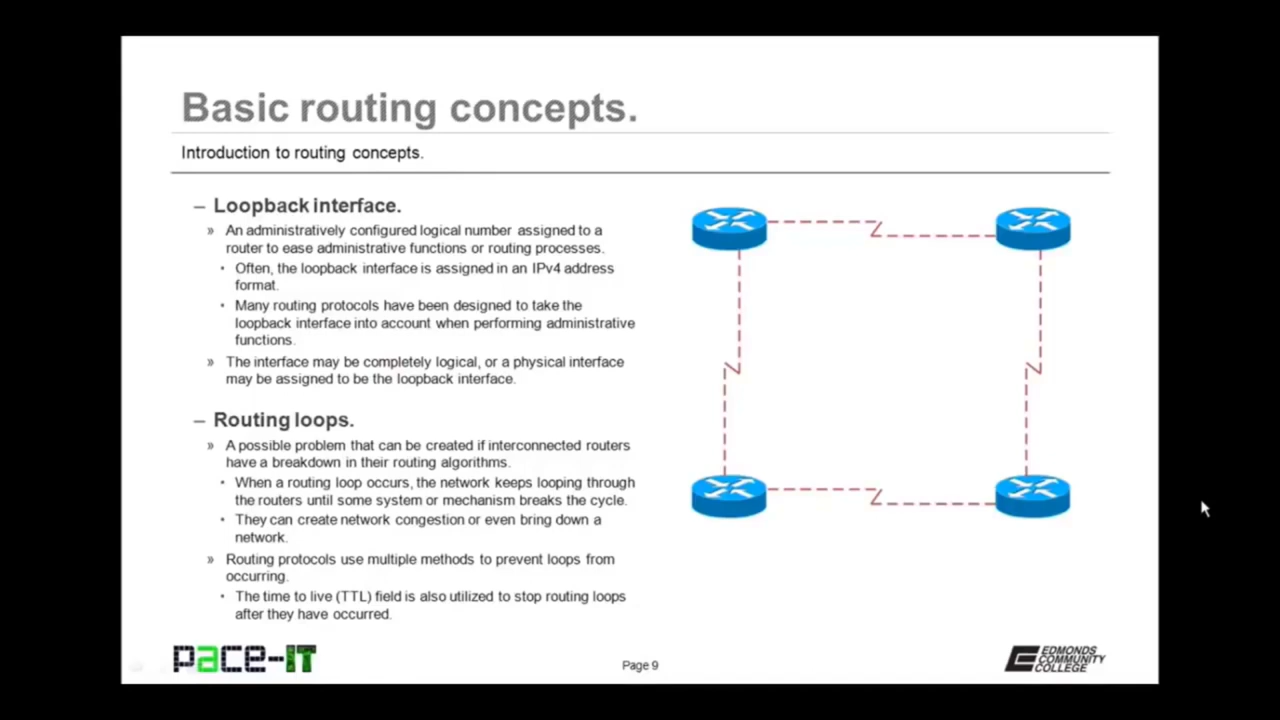 Basic routing concepts.
Introduction to routing concepts.
– Loopback interface.
» An administratively configured logical number assigned to a
router to ease administrative functions or routing processes.
• Often, the loopback interface is assigned in an IPv4 address
format.
• Many routing protocols have been designed to take the
loopback interface into account when performing administrative
functions.
» The interface may be completely logical, or a physical interface
may be assigned to be the loopback interface.
– Routing loops.
» A possible problem that can be created if interconnected routers
have a breakdown in their routing algorithms.
• When a routing loop occurs, the network keeps looping through
the routers until some system or mechanism breaks the cycle.
• They can create network congestion or even bring down a
network.
» Routing protocols use multiple methods to prevent loops from
occurring.
• The time to live (TTL) field is also utilized to stop routing loops
after they have occurred.
pace-IT
Page 9
EDMONDS
COMMUNITY
COLLEGE